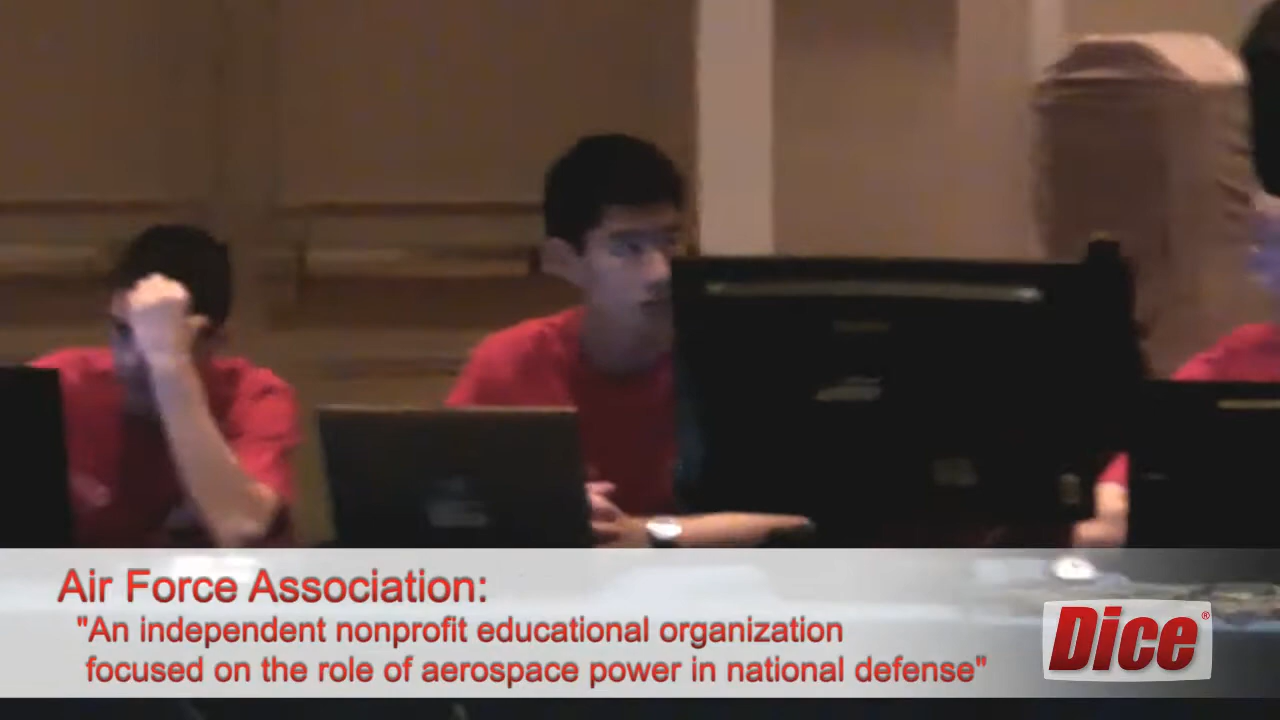 Air Force Association:
"An independent nonprofit educational organization
focused on the role of aerospace power in national defense"
Dice®